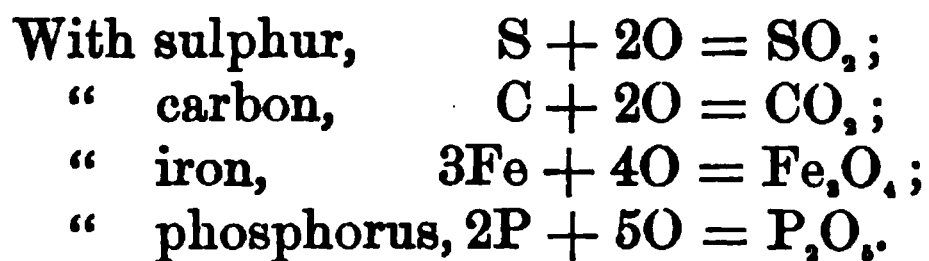 With sulphur, S + 2O = SO₂;
“ carbon, C + 2O = CO₂;
“ iron, 3Fe + 4O = Fe₃O₄;
“ phosphorus, 2P + 5O = P₂O₅.